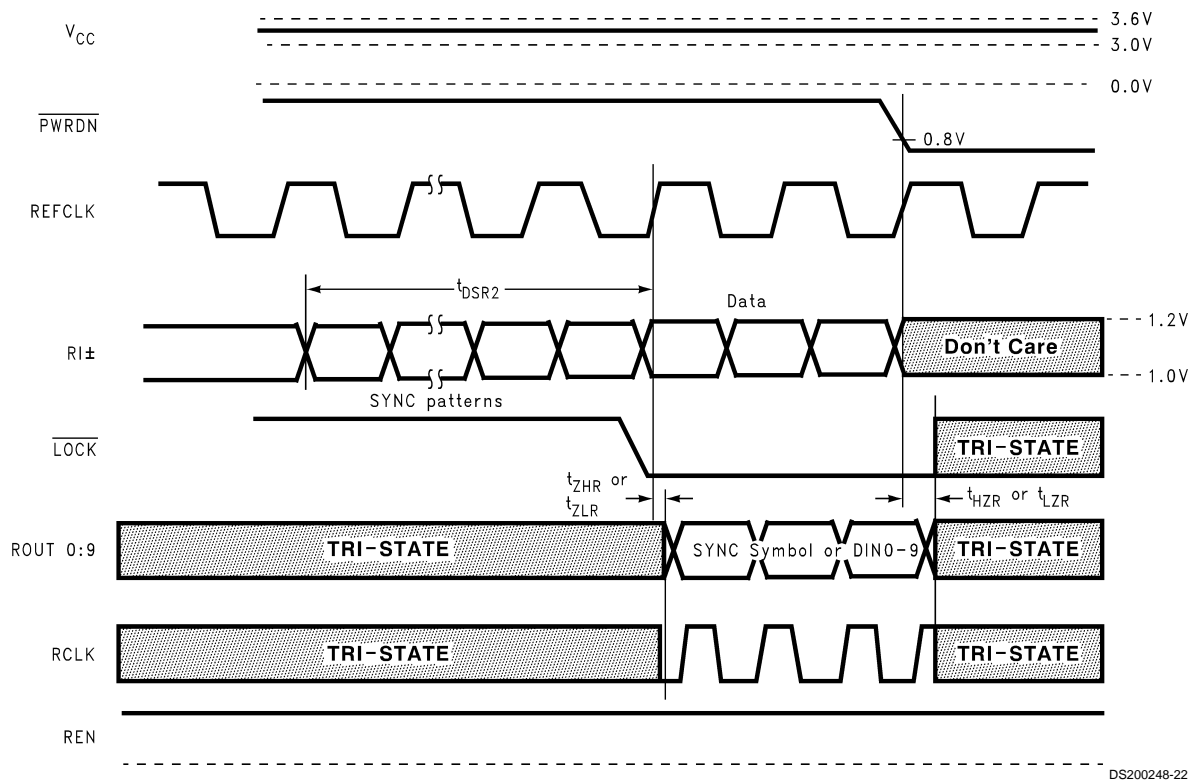 VCC
3.6V
3.0V
0.0V
PWRDN
0.8V
REFCLK
tDSR2
Data
RI±
Don't Care
1.2V
1.0V
SYNC patterns
LOCK
TRI-STATE
tZHR or
tZLR
tHZR or tLZR
ROUT 0:9
TRI-STATE
SYNC Symbol or DIN0-9
TRI-STATE
RCLK
TRI-STATE
TRI-STATE
REN
DS200248-22